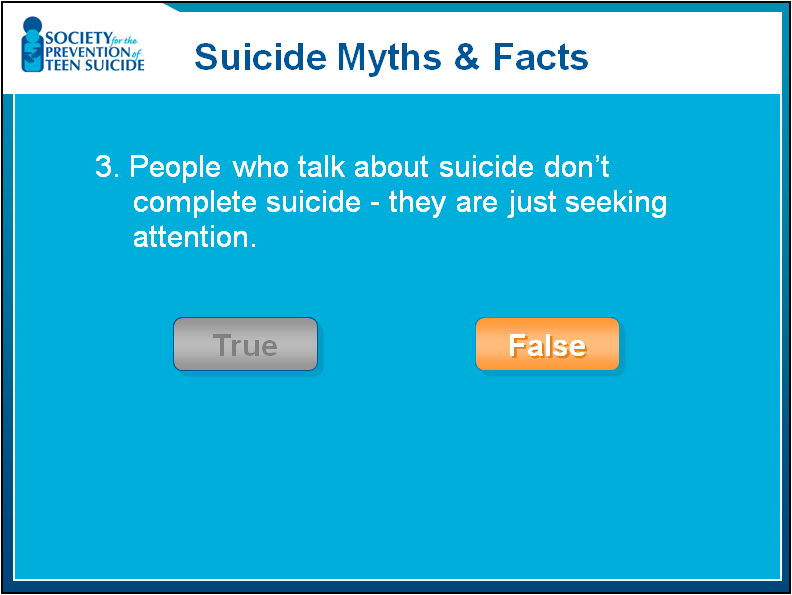 SOCIETY for the
PREVENTION of
TEEN SUICIDE
Suicide Myths & Facts
3. People who talk about suicide don't
complete suicide - they are just seeking
attention.
True
False